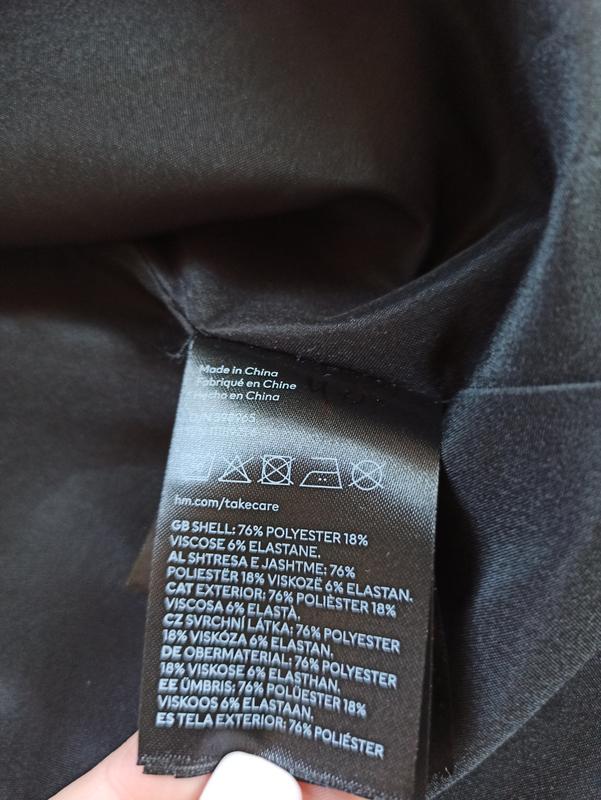 Made in China
Fabriqué en Chine
Hecho en China
hm.com/takecare
GB SHELL: 76% POLYESTER 18%
VISCOSE 6% ELASTANE.
AL SHTRESA E JASHTME: 76%
POLIESTËR 18% VISKOZË 6% ELASTAN.
CAT EXTERIOR: 76% POLIÈSTER 18%
VISCOSA 6% ELASTÀ.
CZ SVRCHNÍ LÁTKA: 76% POLYESTER
18% VISKÓZA 6% ELASTAN.
DE OBERMATERIAL: 76% POLYESTER
18% VISKOSE 6% ELASTHAN.
EE ÜMBRIS: 76% POLÜESTER 18%
VISKOOS 6% ELASTAAN.
ES TELA EXTERIOR: 76% POLIÉSTER